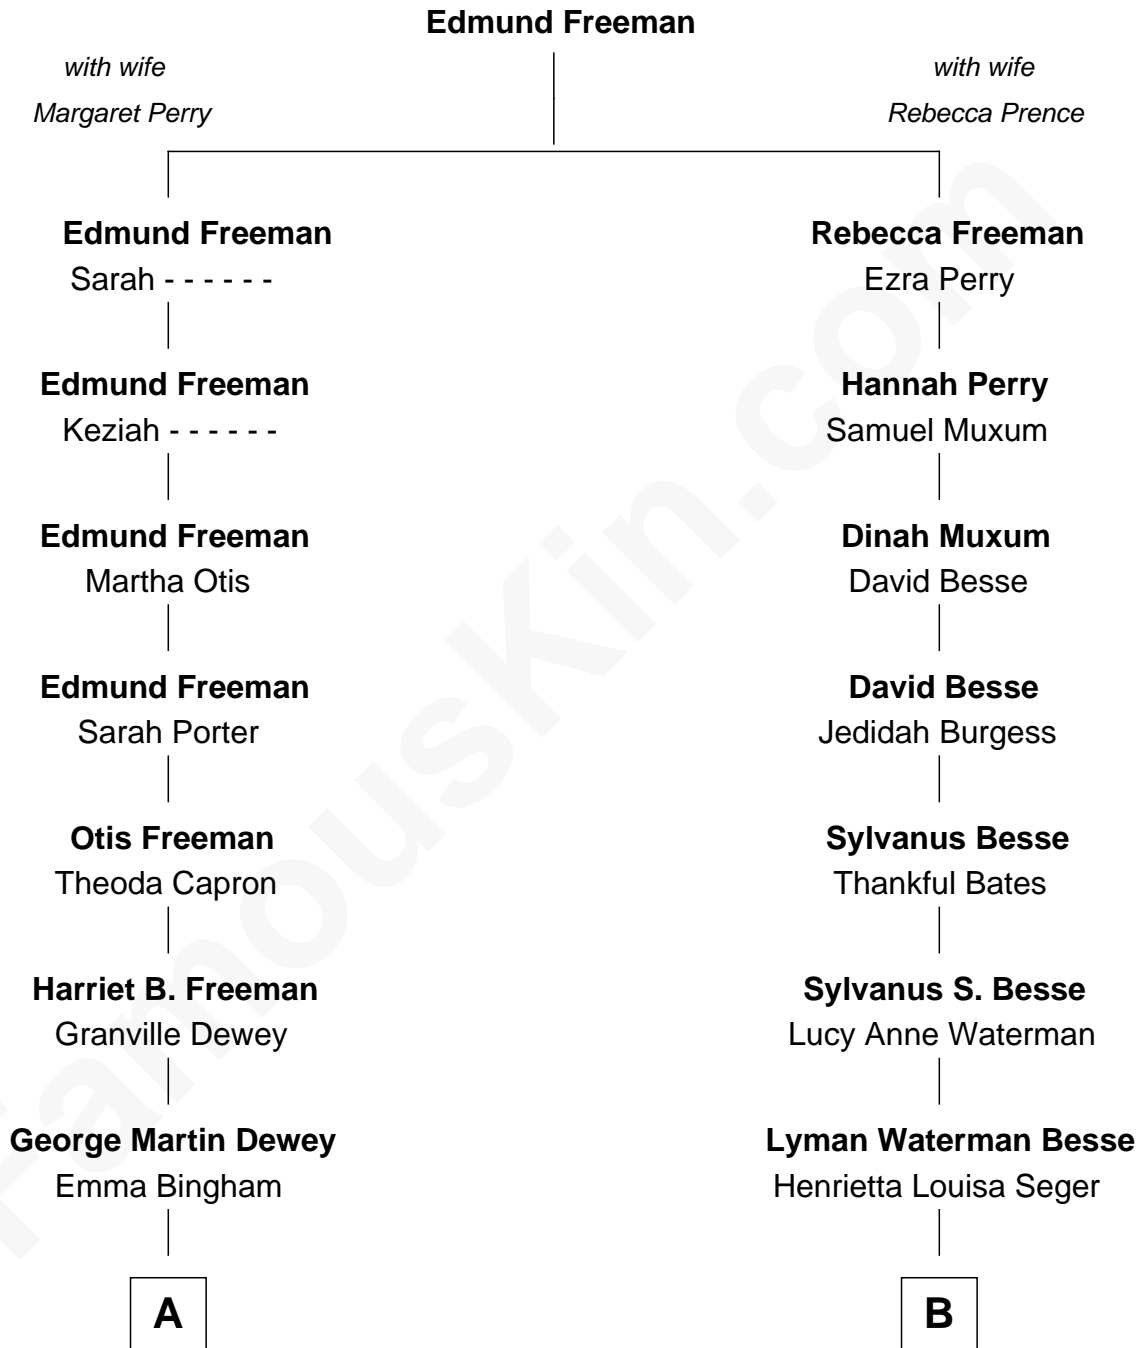 Edmund Freeman
with wife
Margaret Perry
with wife
Rebecca Prence
Edmund Freeman
Sarah - - - - - -
Rebecca Freeman
Ezra Perry
Edmund Freeman
Keziah - - - - - -
Hannah Perry
Samuel Muxum
Edmund Freeman
Martha Otis
Dinah Muxum
David Besse
Edmund Freeman
Sarah Porter
David Besse
Jedidah Burgess
Otis Freeman
Theoda Capron
Sylvanus Besse
Thankful Bates
Harriet B. Freeman
Granville Dewey
Sylvanus S. Besse
Lucy Anne Waterman
George Martin Dewey
Emma Bingham
Lyman Waterman Besse
Henrietta Louisa Seger
A
B
FamousKin.com